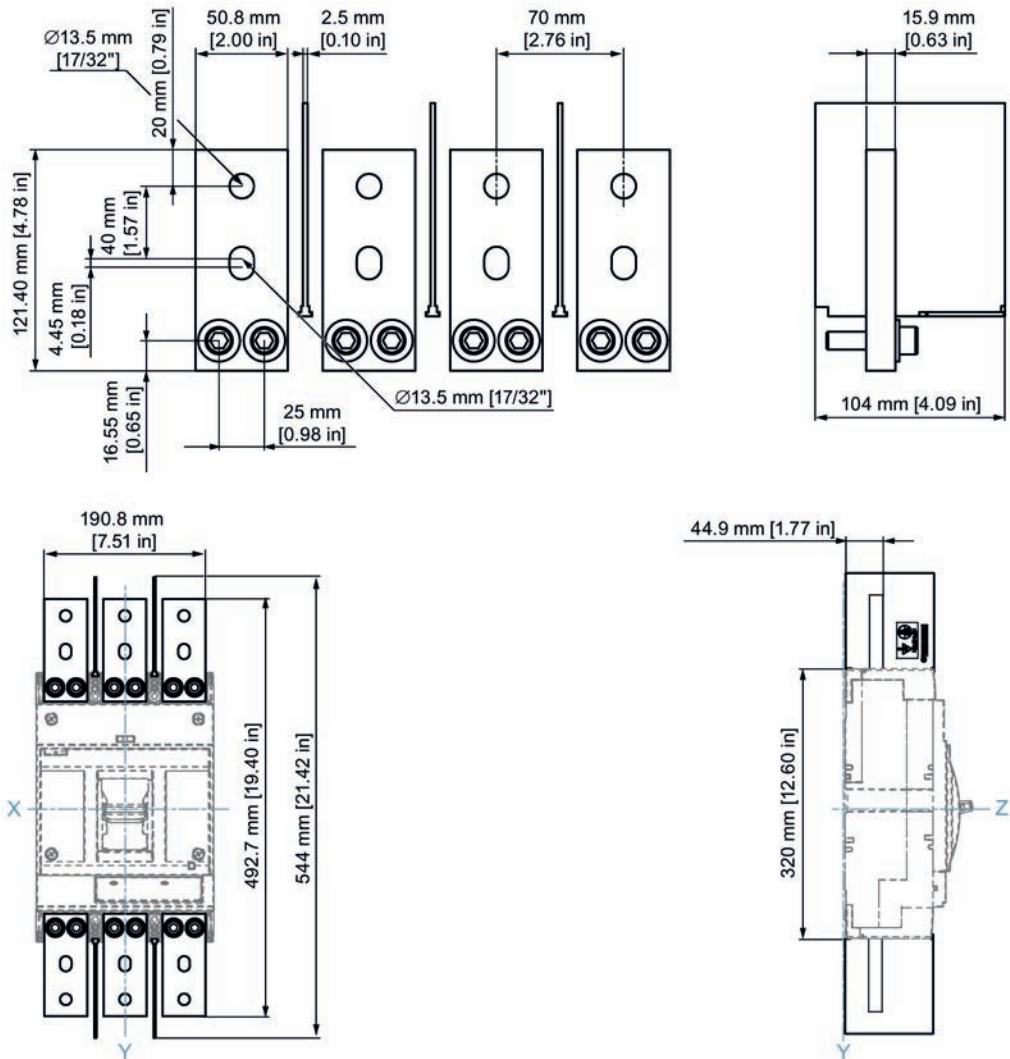 50.8 mm
[2.00 in]
2.5 mm
[0.10 in]
70 mm
[2.76 in]
15.9 mm
[0.63 in]
Ø13.5 mm
[17/32"]
20 mm [0.79 in]
121.40 mm [4.78 in]
40 mm
[1.57 in]
4.45 mm
[0.18 in]
16.55 mm
[0.65 in]
25 mm
[0.98 in]
Ø13.5 mm [17/32"]
104 mm [4.09 in]
190.8 mm
[7.51 in]
492.7 mm [19.40 in]
544 mm [21.42 in]
X
Y
44.9 mm [1.77 in]
320 mm [12.60 in]
Z
Y